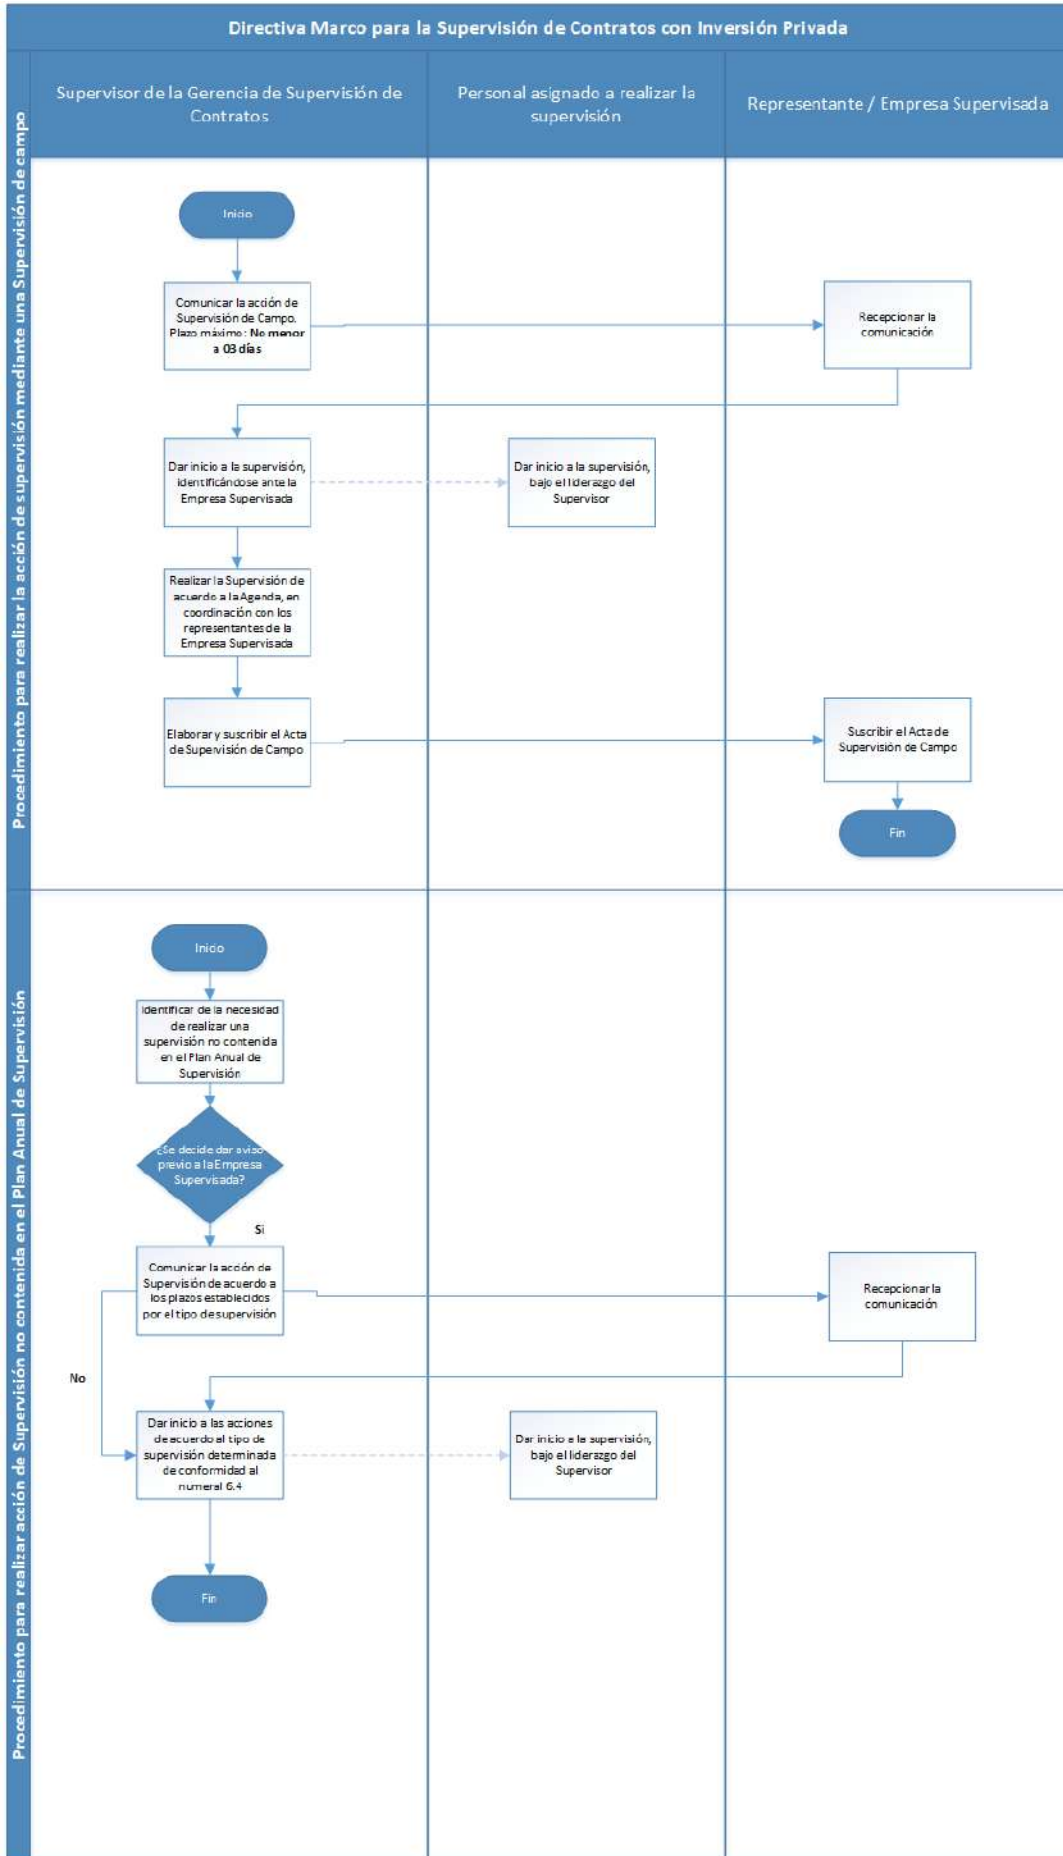 Directiva Marco para la Supervisión de Contratos con Inversión Privada
Procedimiento para realizar la acción de supervisión mediante una Supervisión de campo
Supervisor de la Gerencia de Supervisión de
Contratos
Personal asignado a realizar la
supervisión
Representante / Empresa Supervisada
Inicio
Comunicar la acción de
Supervisión de Campo.
Plazo máximo: No menor
a 03 días
Recepcionar la
comunicación
Dar inicio a la supervisión,
identificándose ante la
Empresa Supervisada
Dar inicio a la supervisión,
bajo el liderazgo del
Supervisor
Realizar la Supervisión de
acuerdo a la Agenda, en
coordinación con los
representantes de la
Empresa Supervisada
Elaborar y suscribir el Acta
de Supervisión de Campo
Suscribir el Acta de
Supervisión de Campo
Fin
Procedimiento para realizar acción de Supervisión no contenida en el Plan Anual de Supervisión
Inicio
Identificar de la necesidad
de realizar una
supervisión no contenida
en el Plan Anual de
Supervisión
¿Se decide dar aviso
previo a la Empresa
Supervisada?
Si
Comunicar la acción de
Supervisión de acuerdo a
los plazos establecidos
por el tipo de supervisión
Recepcionar la
comunicación
No
Dar inicio a las acciones
de acuerdo al tipo de
supervisión determinada
de conformidad al
numeral 6.4
Dar inicio a la supervisión,
bajo el liderazgo del
Supervisor
Fin